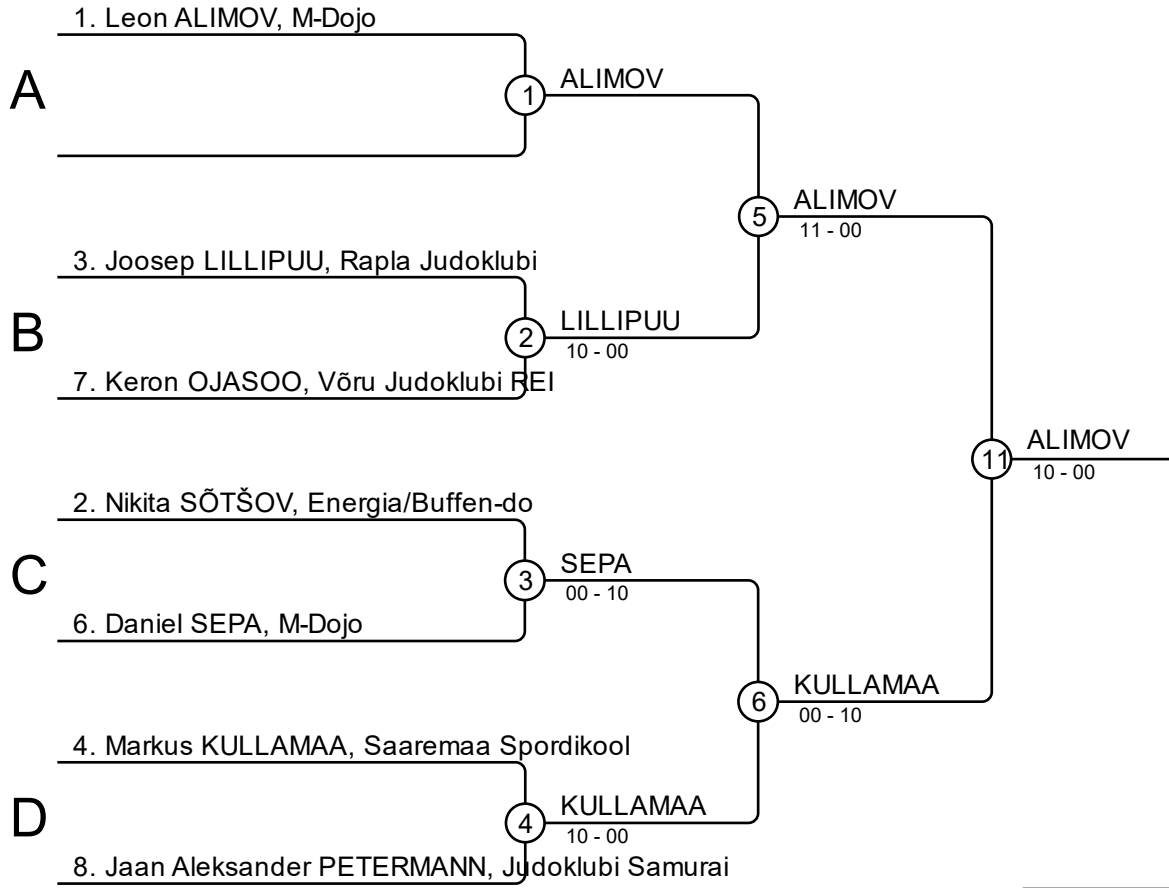 1. Leon ALIMOV, M-Dojo
A
1
ALIMOV
5
ALIMOV
11 - 00
3. Joosep LILLIPUU, Rapla Judoklubi
B
2
LILLIPUU
10 - 00
7. Keron OJASOO, Võru Judoklubi REI
11
ALIMOV
10 - 00
2. Nikita SÕTŠOV, Energia/Buffen-do
C
3
SEPA
00 - 10
6. Daniel SEPA, M-Dojo
6
KULLAMAA
00 - 10
4. Markus KULLAMAA, Saaremaa Spordikool
D
4
KULLAMAA
10 - 00
8. Jaan Aleksander PETERMANN, Judoklubi Samurai